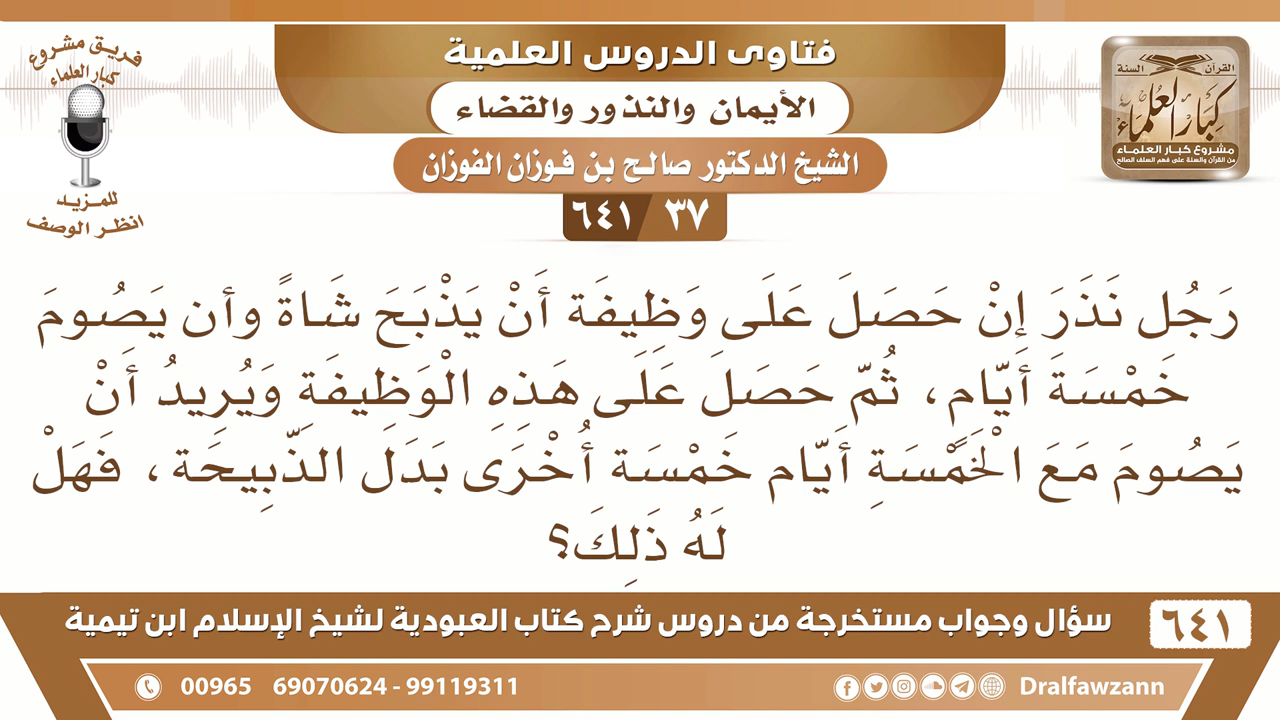 فتاوى الدروس العلمية
الأيمان والنذور والقضاء
الشيخ الدكتور صالح بن فوزان الفوزان
٣٧ / ٦٤١
فريق مشروع
كبار العلماء
للمزيد
انظر الوصف
القرآن السنة
كبار العلماء
مشروع كبار العلماء
من القرآن والسنة على فهم السلف الصالح
رَجُل نَذَرَ إِنْ حَصَلَ عَلَى وَظِيفَة أَنْ يَذْبَحَ شَاةً وأن يَصُومَ
خَمْسَةَ أَيَّام، ثُمّ حَصَلَ عَلَى هَذِهِ الْوَظِيفَةِ وَيُرِيدُ أَنْ
يَصُومَ مَعَ الْخَمْسَةِ أَيَّام خَمْسَة أُخْرَى بَدَلَ الذَّبِيحَة، فَهَلْ
لَهُ ذَلِكَ؟
٦٤١ سؤال وجواب مستخرجة من دروس شرح كتاب العبودية لشيخ الإسلام ابن تيمية
00965 69070624 - 99119311
Dralfawzann